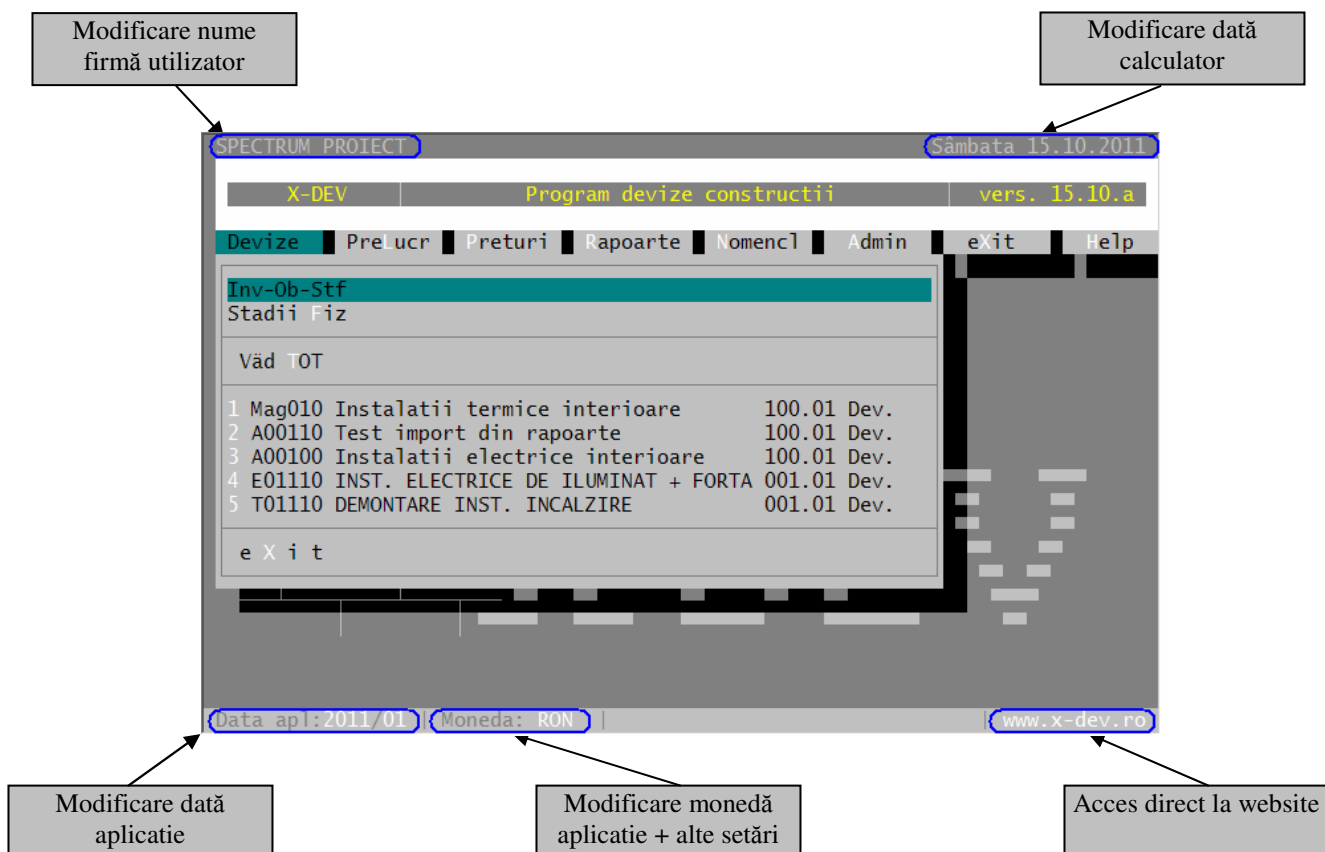 Modificare nume
firmă utilizator
Modificare dată
calculator
SPECTRUM PROIECT
Sâmbata 15.10.2011
X-DEV
Program devize constructii
vers. 15.10.a
Devize PreLucr Preturi Rapoarte Nomencl Admin eXit Help
Inv-Ob-Stf
Stadii Fiz
Väd TOT
1 Mag010 Instalatii termice interioare 100.01 Dev.
2 A00110 Test import din rapoarte 100.01 Dev.
3 A00100 Instalatii electrice interioare 100.01 Dev.
4 E01110 INST. ELECTRICE DE ILUMINAT + FORTA 001.01 Dev.
5 T01110 DEMONTARE INST. INCALZIRE 001.01 Dev.
e X i t
Data apl:2011/01 | Moneda: RON | | www.x-dev.ro
Modificare dată
aplicatie
Modificare monedă
aplicatie + alte setări
Acces direct la website